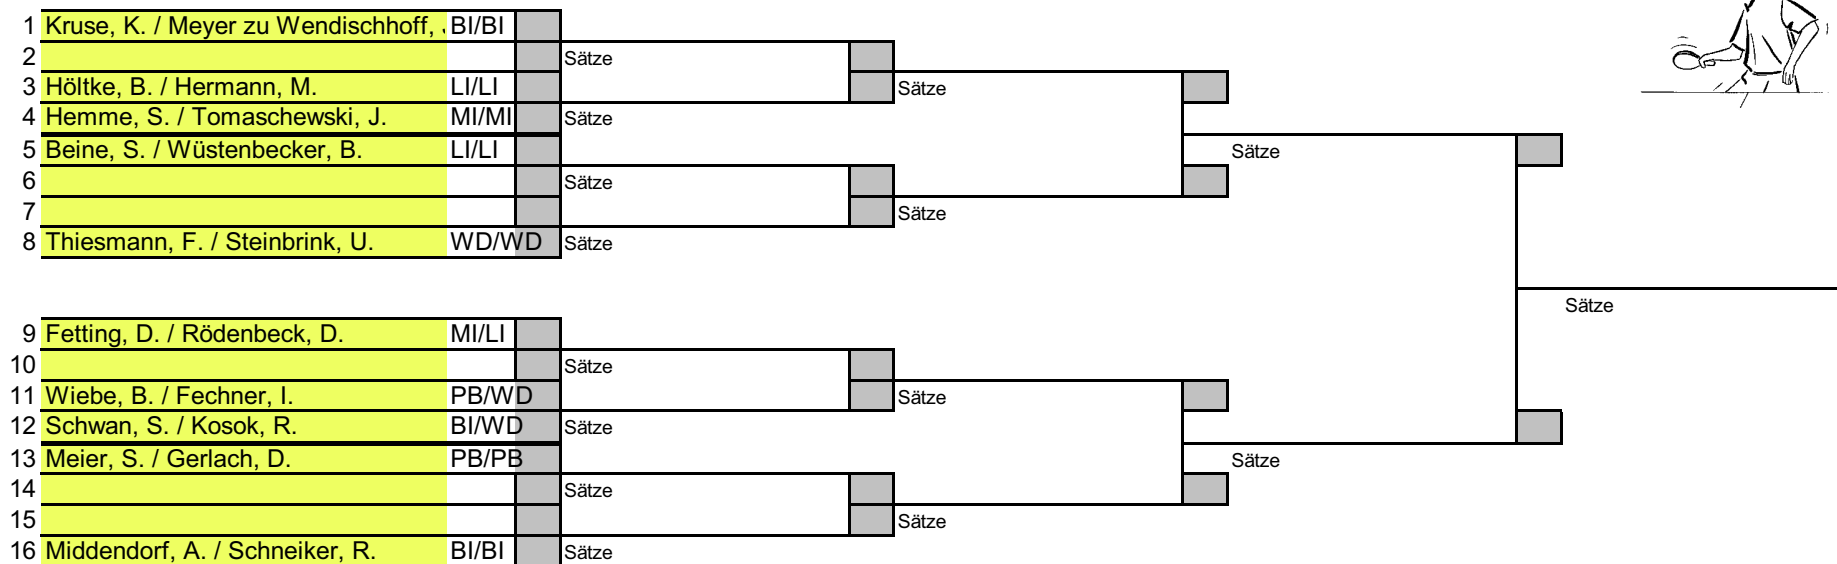 1 Kruse, K. / Meyer zu Wendischhoff, BI/BI
2 Sätze
3 Höltke, B. / Hermann, M. LI/LI Sätze
4 Hemme, S. / Tomaschewski, J. MI/MI Sätze
5 Beine, S. / Wüstenbecker, B. LI/LI Sätze
6 Sätze
7 Sätze
8 Thiesmann, F. / Steinbrink, U. WD/WD Sätze
Sätze
9 Fetting, D. / Rödenbeck, D. MI/LI
10 Sätze
11 Wiebe, B. / Fechner, I. PB/WD Sätze
12 Schwan, S. / Kosok, R. BI/WD Sätze
13 Meier, S. / Gerlach, D. PB/PB Sätze
14 Sätze
15 Sätze
16 Middendorf, A. / Schneiker, R. BI/BI Sätze